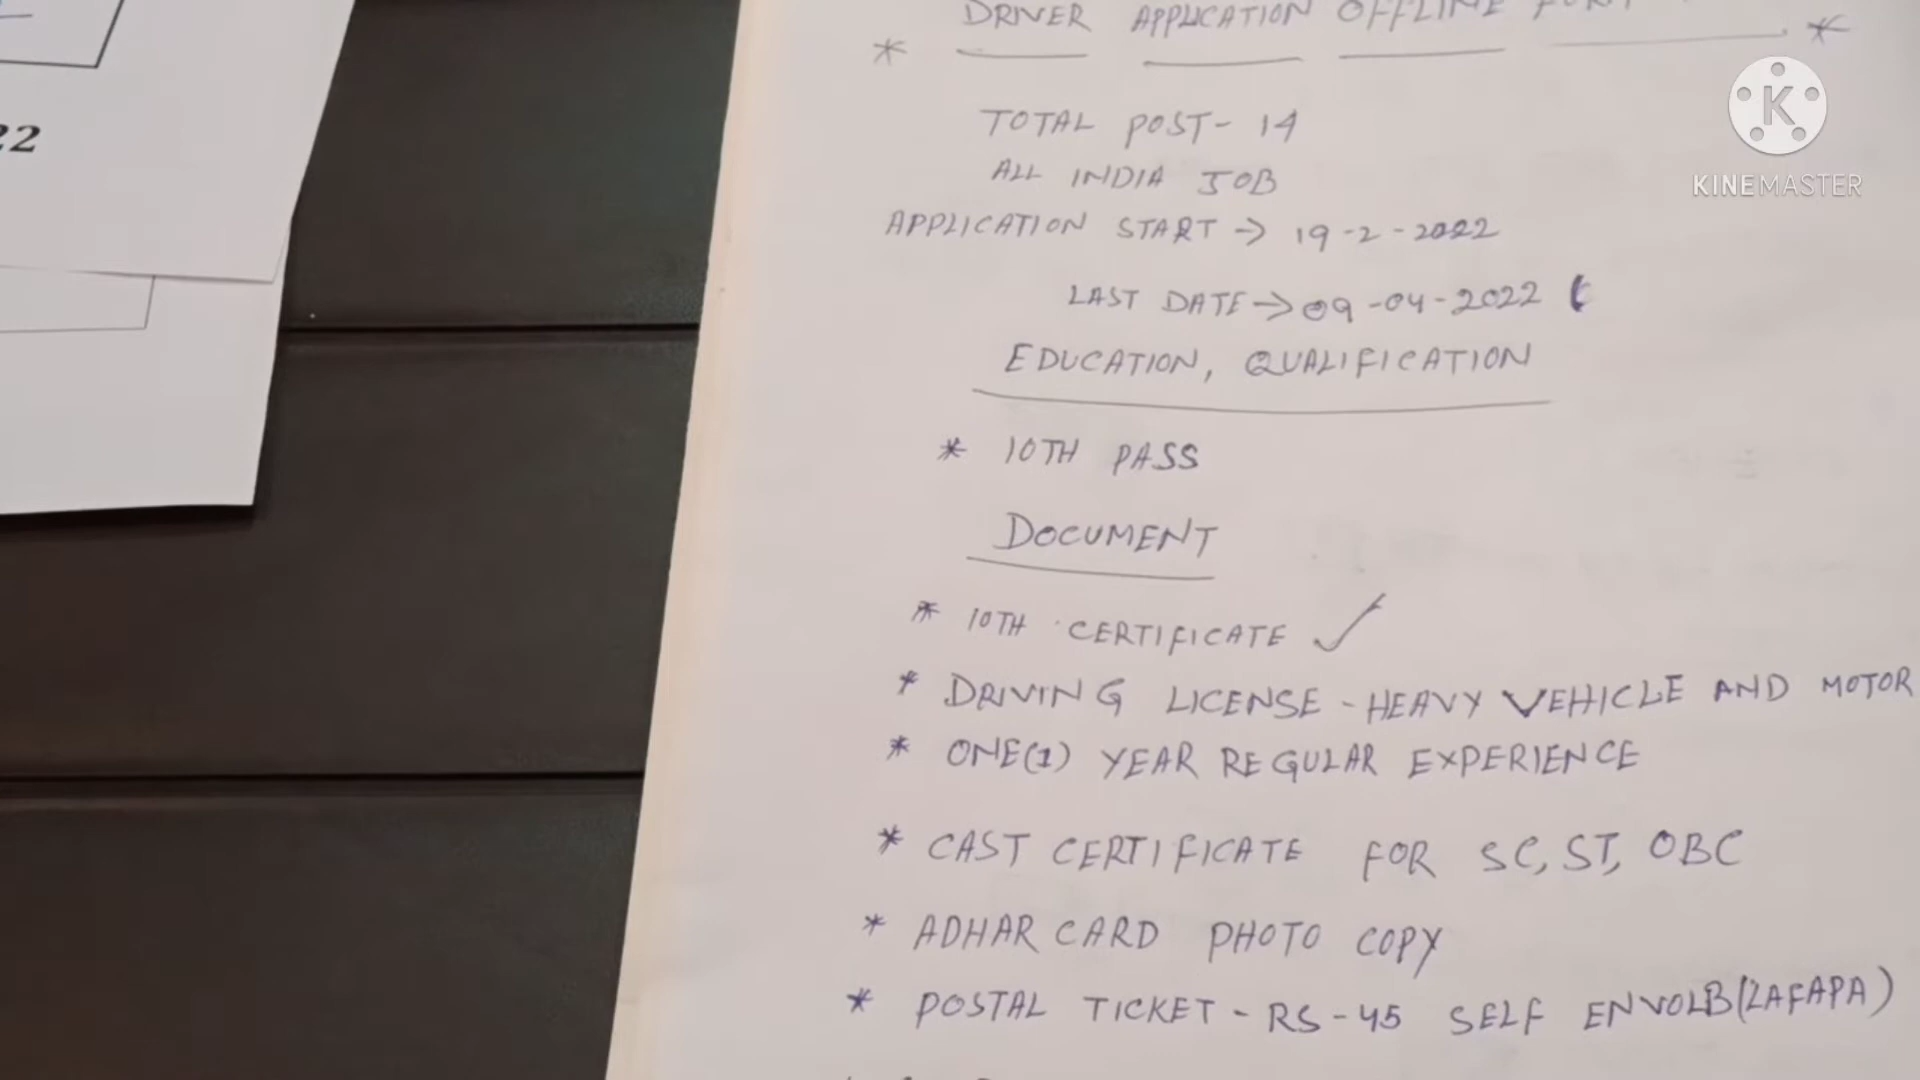 22
DRIVER APPLICATION OFFLINE
* *
TOTAL POST- 14
ALL INDIA JOB
APPLICATION START → 19-2-2022
LAST DATE → 09-04-2022 (
EDUCATION, QUALIFICATION
* 10TH PASS
DOCUMENT
* 10TH CERTIFICATE ✓
* DRIVING LICENSE - HEAVY VEHICLE AND MOTOR
* ONE(1) YEAR REGULAR EXPERIENCE
* CAST CERTIFICATE FOR SC, ST, OBC
* ADHAR CARD PHOTO COPY
* POSTAL TICKET - RS-45 SELF ENVOLB(LAFAPA)
K
KINEMASTER